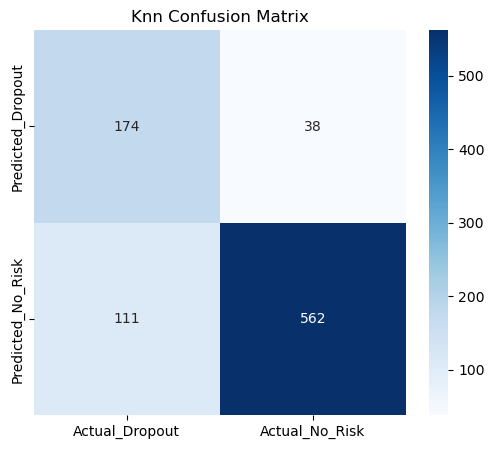 Knn Confusion Matrix
Predicted_Dropout
174
38
500
400
300
200
100
Predicted_No_Risk
111
562
Actual_Dropout
Actual_No_Risk